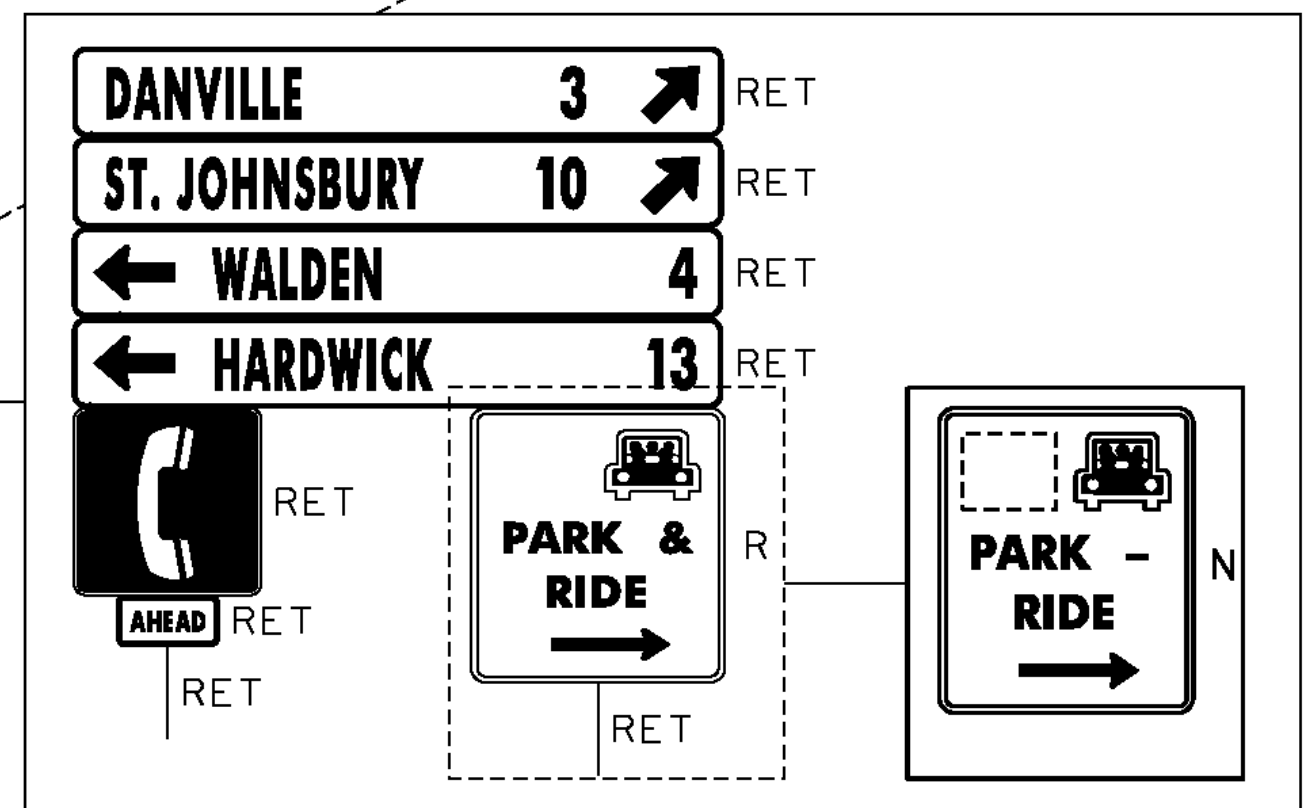 DANVILLE 3 RET
ST. JOHNSBURY 10 RET
WALDEN 4 RET
HARDWICK 13 RET
RET
AHEAD RET
RET
PARK &
RIDE
R
RET
PARK -
RIDE
N